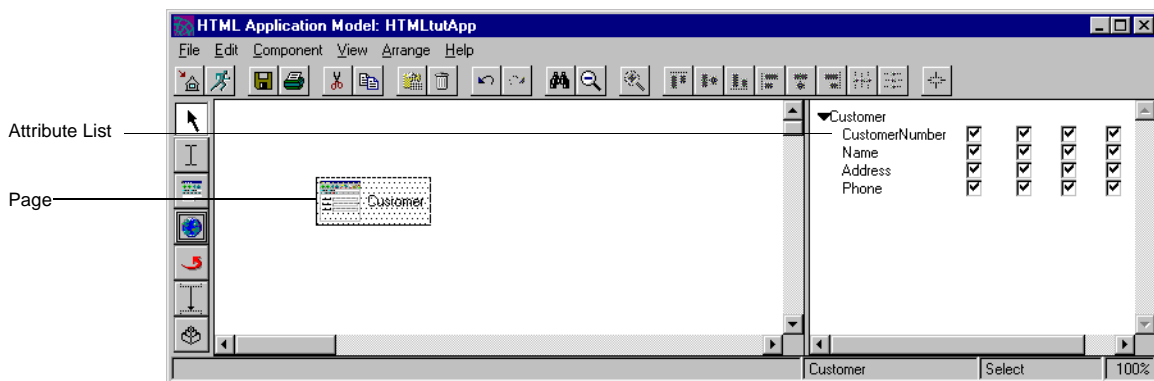 HTML Application Model: HTMLtutApp
File Edit Component View Arrange Help
Attribute List
Page
Customer
Customer
CustomerNumber
Name
Address
Phone
Customer Select 100%